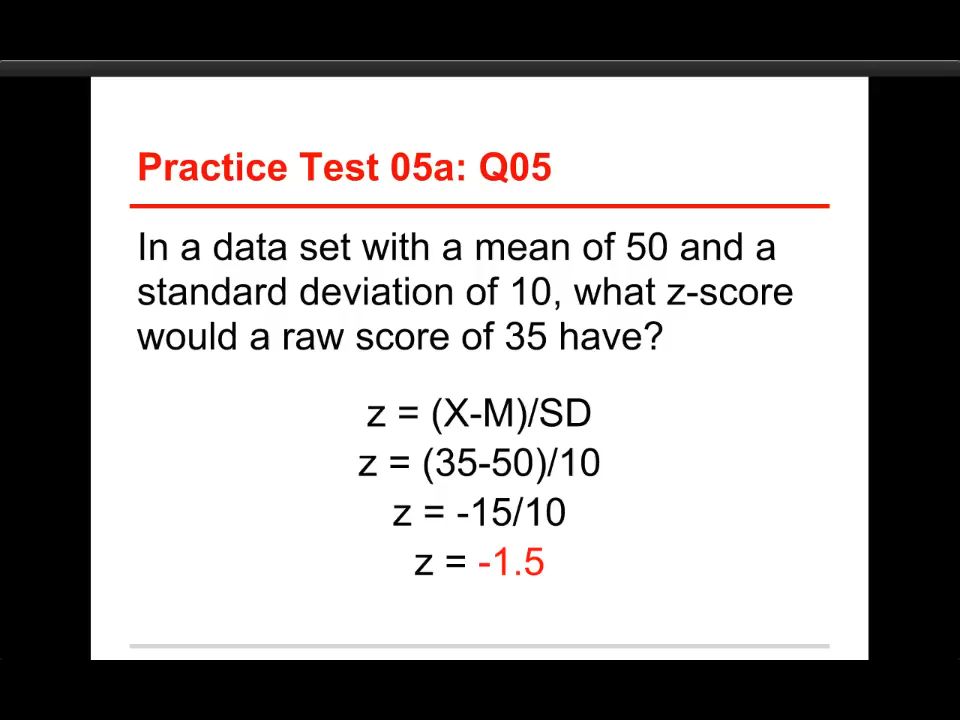 Practice Test 05a: Q05
In a data set with a mean of 50 and a
standard deviation of 10, what z-score
would a raw score of 35 have?
z = (X-M)/SD
z = (35-50)/10
z = -15/10
z = -1.5